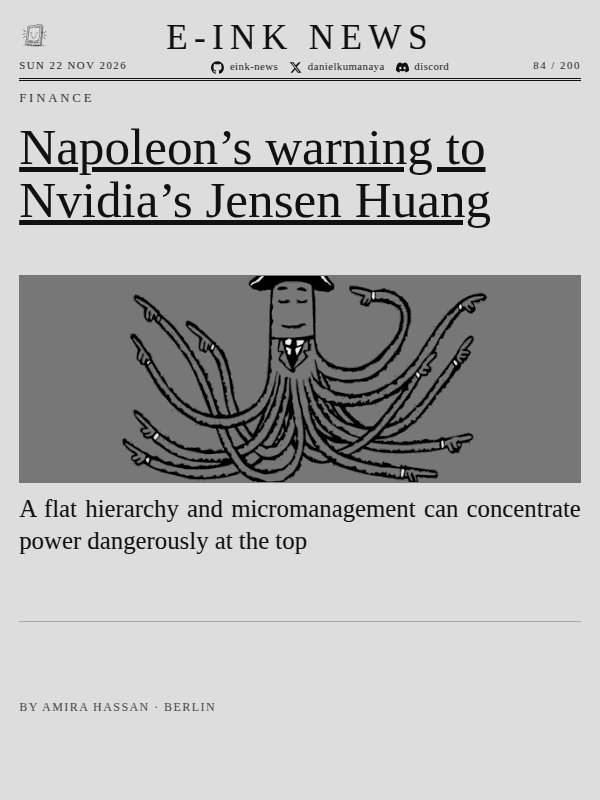 E-INK NEWS
SUN 22 NOV 2026
eink-news danielkumanaya discord
84 / 200
FINANCE
Napoleon’s warning to
Nvidia’s Jensen Huang
A flat hierarchy and micromanagement can concentrate
power dangerously at the top
BY AMIRA HASSAN · BERLIN